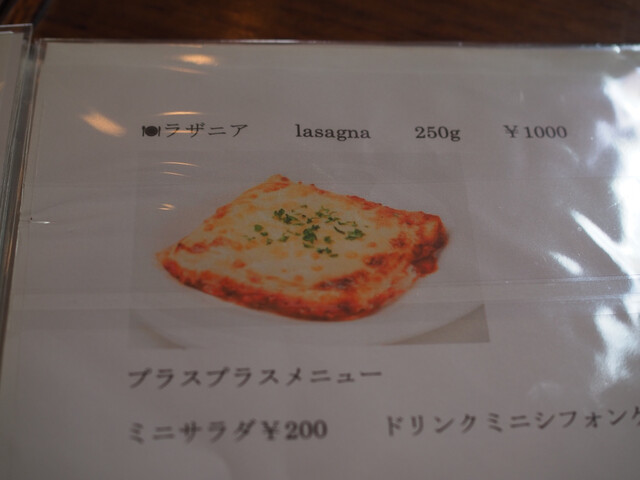 🍽ラザニア lasagna 250g ￥1000
プラスプラスメニュー
ミニサラダ￥200 ドリンクミニシフォンケ